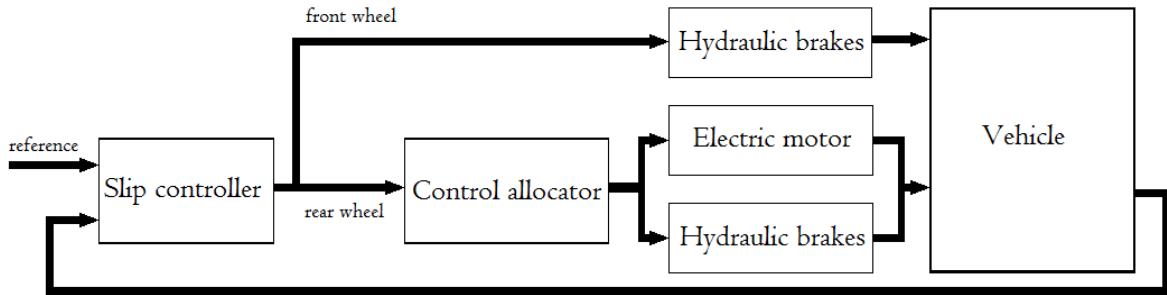 front wheel
Hydraulic brakes
reference
Slip controller
rear wheel
Control allocator
Electric motor
Hydraulic brakes
Vehicle